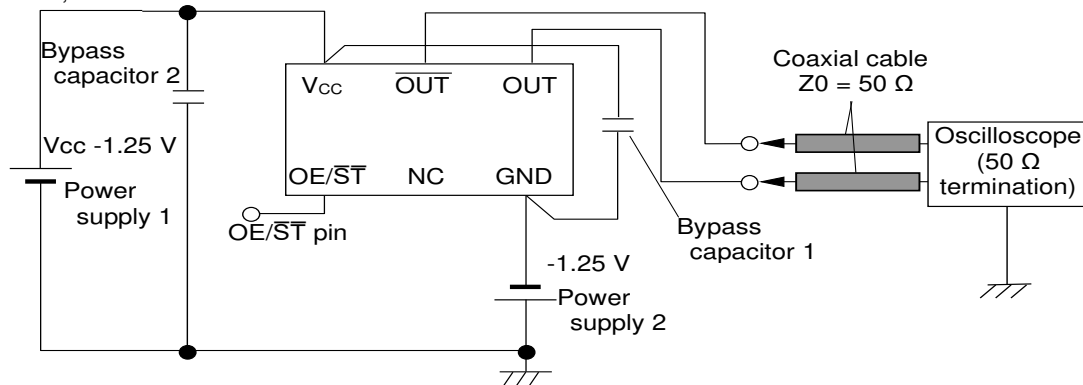 Bypass
capacitor 2
Vcc -1.25 V
Power
supply 1
VCC OUT OUT
OE/ST NC GND
OE/ST pin
Bypass
capacitor 1
-1.25 V
Power
supply 2
Coaxial cable
Z0 = 50 Ω
Oscilloscope
(50 Ω
termination)